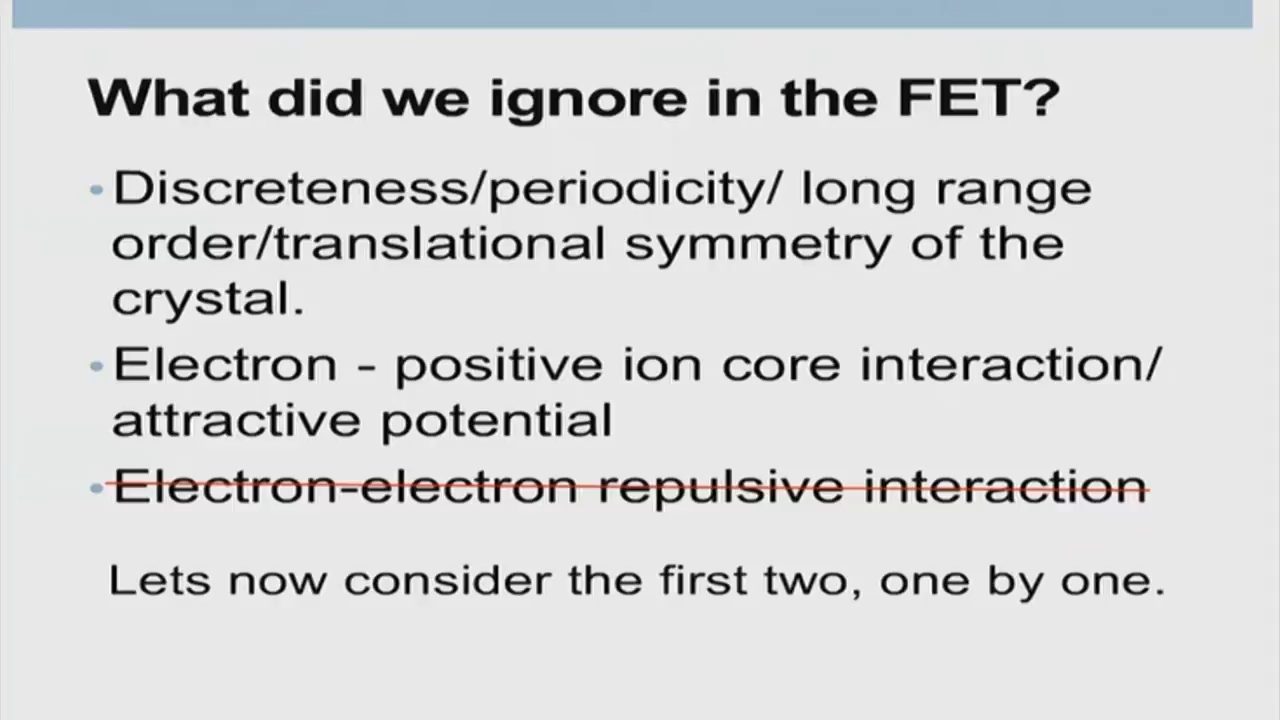 What did we ignore in the FET?
• Discreteness/periodicity/ long range
order/translational symmetry of the
crystal.
• Electron - positive ion core interaction/
attractive potential
• Electron-electron repulsive interaction
Lets now consider the first two, one by one.